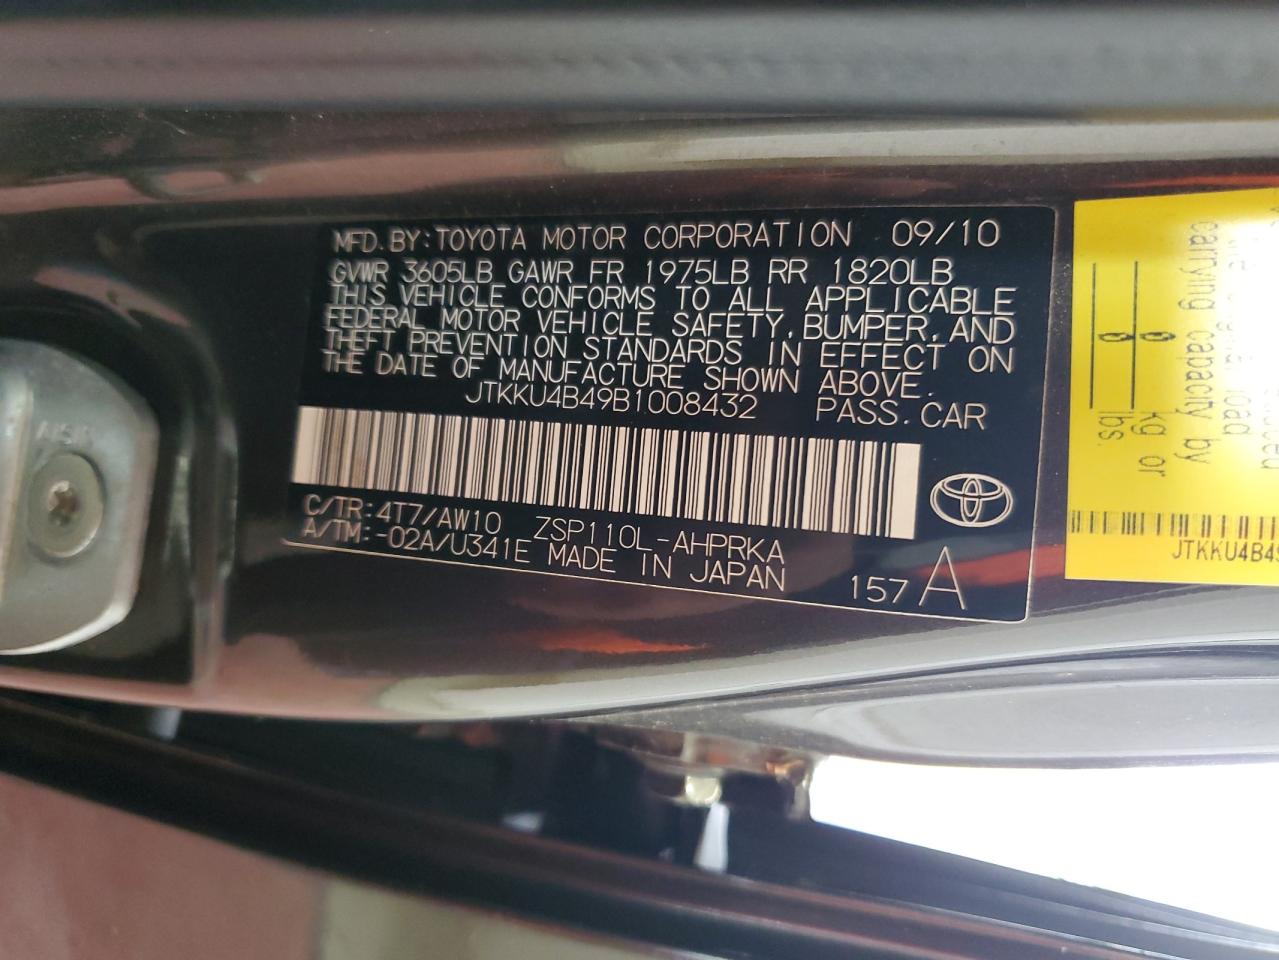 MFD. BY: TOYOTA MOTOR CORPORATION 09/10
GVWR 3605LB GAWR FR 1975LB RR 1820LB
THIS VEHICLE CONFORMS TO ALL APPLICABLE
FEDERAL MOTOR VEHICLE SAFETY, BUMPER, AND
THEFT PREVENTION STANDARDS IN EFFECT ON
THE DATE OF MANUFACTURE SHOWN ABOVE.
JTKKU4B49B1008432 PASS. CAR
C/TR: 4T7/AW10 ZSP110L-AHPRKA
A/TM: -02A/U341E MADE IN JAPAN 157 A
load
carrying capacity by
kg or
lbs.
JTKKU4B49